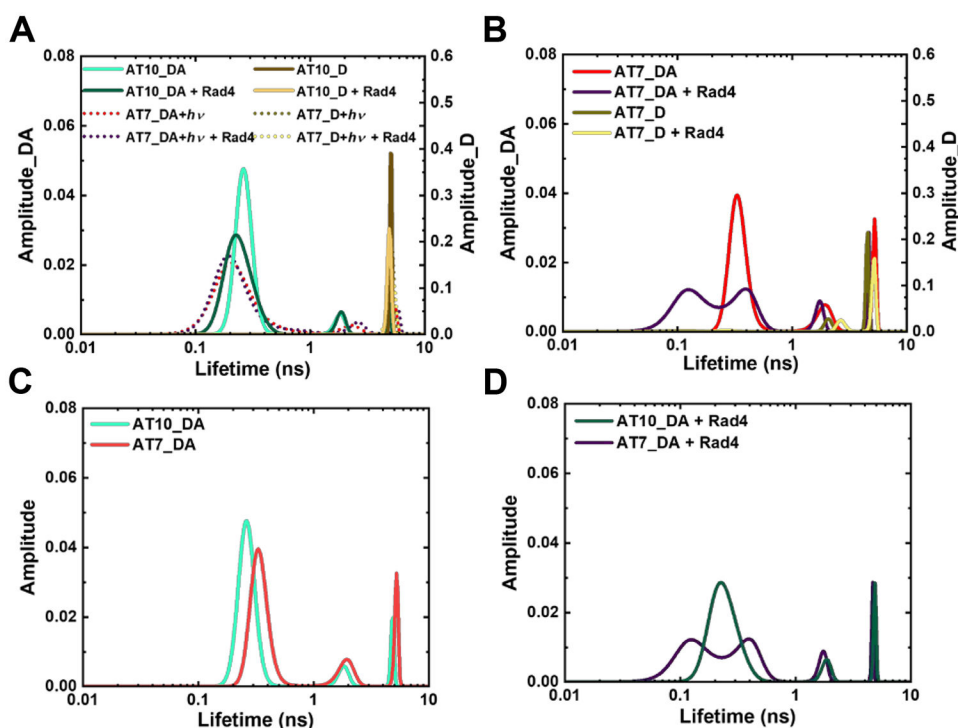 A
Amplitude_DA
0.08
0.06
0.04
0.02
0.00
AT10_DA
AT10_DA + Rad4
AT7_DA+hν
AT7_DA+hν + Rad4
AT10_D
AT10_D + Rad4
AT7_D+hν
AT7_D+hν + Rad4
0.6
0.5
0.4
0.3
0.2
0.1
0.0
Amplitude_D
0.01 0.1 1 10
Lifetime (ns)
B
Amplitude_DA
0.08
0.06
0.04
0.02
0.00
AT7_DA
AT7_DA + Rad4
AT7_D
AT7_D + Rad4
0.6
0.5
0.4
0.3
0.2
0.1
0.0
Amplitude_D
0.01 0.1 1 10
Lifetime (ns)
C
Amplitude
0.08
0.06
0.04
0.02
0.00
AT10_DA
AT7_DA
0.01 0.1 1 10
Lifetime (ns)
D
Amplitude
0.08
0.06
0.04
0.02
0.00
AT10_DA + Rad4
AT7_DA + Rad4
0.01 0.1 1 10
Lifetime (ns)